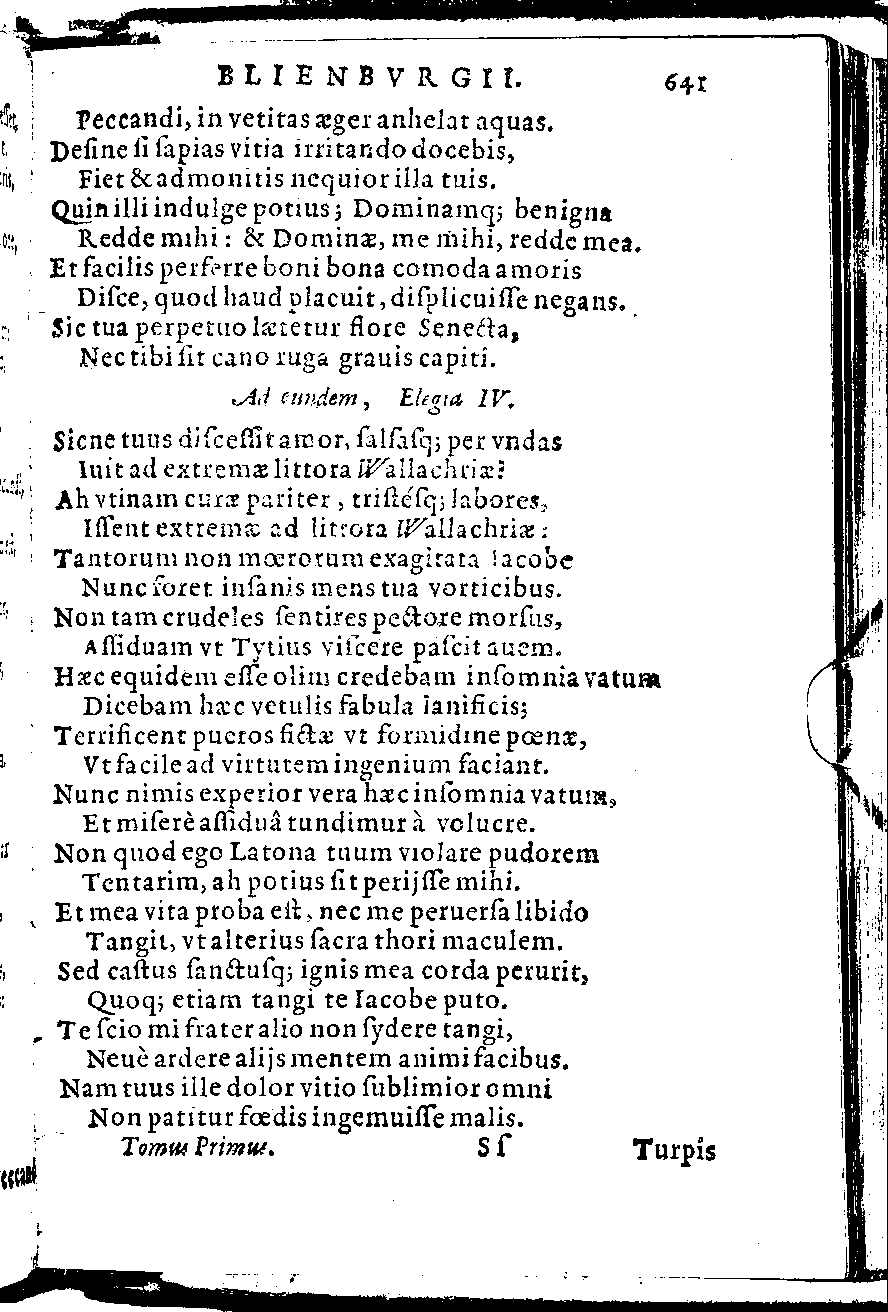 BLIENBVRGII. 641
Peccandi, in vetitas æger anhelat aquas.
Deſine ſi ſapias vitia irritando docebis,
Fiet & admonitis nequior illa tuis.
Quin illi indulge potius; Dominamq; benigna
Redde mihi: & Dominæ, me mihi, redde mea.
Et facilis perferre boni bona comoda amoris
Diſce, quod haud placuit, diſplicuiſſe negans.
Sic tua perpetuo lætetur flore Senecta,
Nec tibi ſit cano ruga grauis capiti.
Ad eundem, Elegia IV.
Sicne tuus diſceſſit amor, ſalſaſq; per vndas
Iuit ad extremæ littora Wallachriæ?
Ah vtinam curæ pariter, triſtéſq; labores,
Iſſent extremæ ad littora Wallachriæ:
Tantorum non mœrorum exagitata Iacobe
Nunc foret inſanis mens tua vorticibus.
Non tam crudeles ſentires pectore morſus,
Aſſiduam vt Tytius viſcere paſcit auem.
Hæc equidem eſſe olim credebam inſomnia vatum
Dicebam hæc vetulis fabula lanificis;
Terrificent pueros fictæ vt formidine pœnæ,
Vt facile ad virtutem ingenium faciant.
Nunc nimis experior vera hæc inſomnia vatum,
Et miſerè aſſiduâ tundimur à volucre.
Non quod ego Latona tuum violare pudorem
Tentarim, ah potius ſit perijſſe mihi.
Et mea vita proba eſt, nec me peruerſa libido
Tangit, vt alterius ſacra thori maculem.
Sed caſtus ſanctuſq; ignis mea corda perurit,
Quoq; etiam tangi te Iacobe puto.
Te ſcio mi frater alio non ſydere tangi,
Neuè ardere alijs mentem animi facibus.
Nam tuus ille dolor vitio ſublimior omni
Non patitur fœdis ingemuiſſe malis.
Tomus Primus. Sſ Turpis